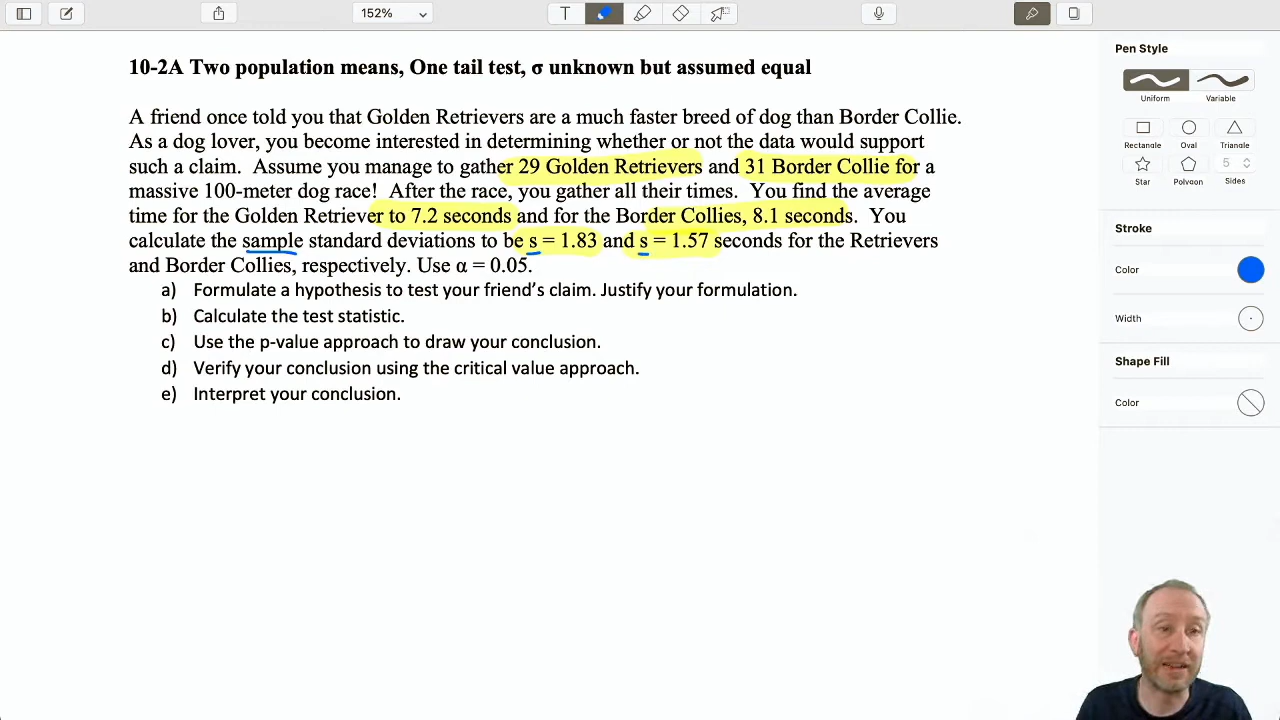 152%
T
10-2A Two population means, One tail test, σ unknown but assumed equal
A friend once told you that Golden Retrievers are a much faster breed of dog than Border Collie.
As a dog lover, you become interested in determining whether or not the data would support
such a claim. Assume you manage to gather 29 Golden Retrievers and 31 Border Collie for a
massive 100-meter dog race! After the race, you gather all their times. You find the average
time for the Golden Retriever to 7.2 seconds and for the Border Collies, 8.1 seconds. You
calculate the sample standard deviations to be s = 1.83 and s = 1.57 seconds for the Retrievers
and Border Collies, respectively. Use α = 0.05.
a) Formulate a hypothesis to test your friend’s claim. Justify your formulation.
b) Calculate the test statistic.
c) Use the p-value approach to draw your conclusion.
d) Verify your conclusion using the critical value approach.
e) Interpret your conclusion.
Pen Style
Uniform Variable
Rectangle Oval Triangle
Star Polygon Sides
5
Stroke
Color
Width
Shape Fill
Color